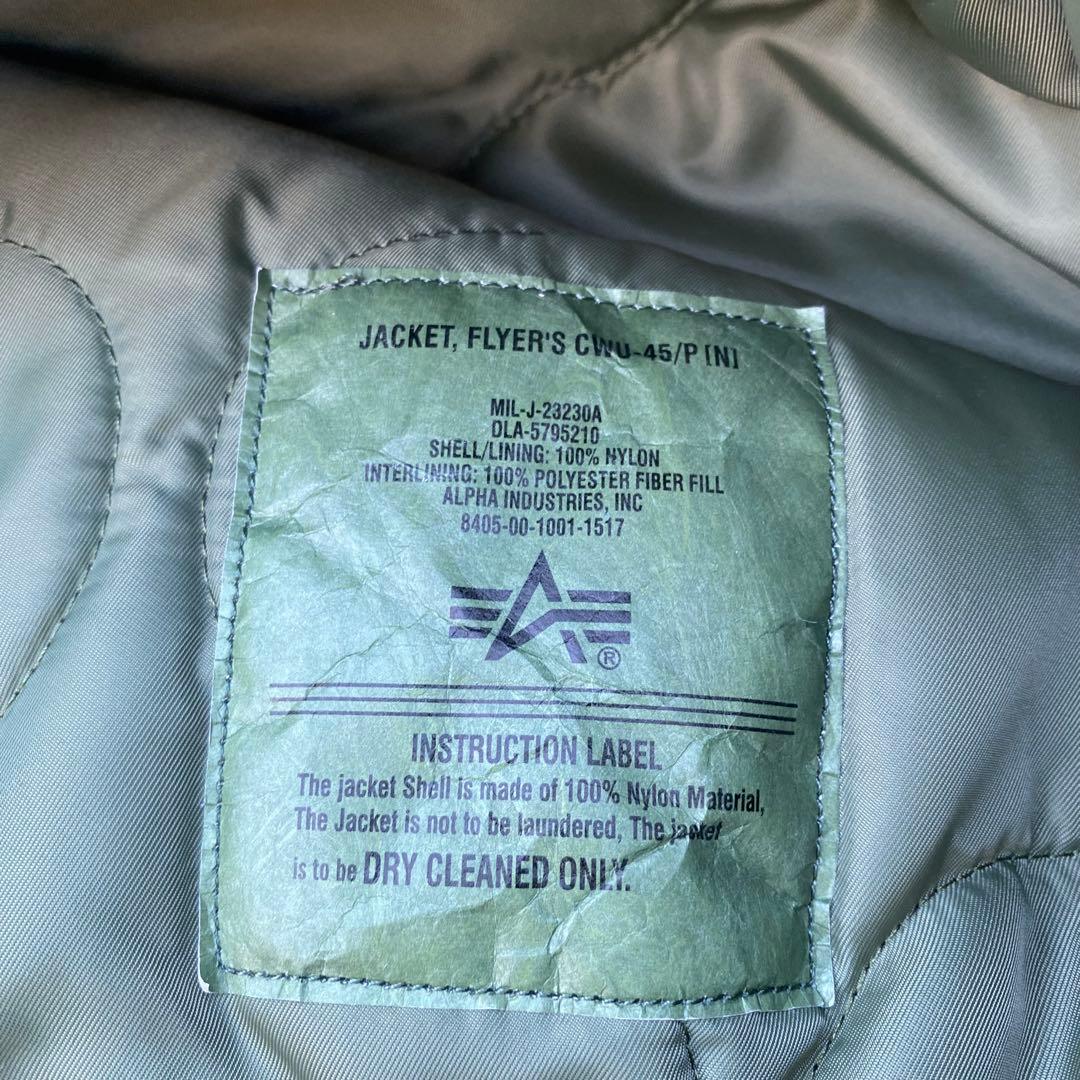 JACKET, FLYER'S CWU-45/P [N]
MIL-J-23230A
DLA-5795210
SHELL/LINING: 100% NYLON
INTERLINING: 100% POLYESTER FIBER FILL
ALPHA INDUSTRIES, INC
8405-00-1001-1517
®
INSTRUCTION LABEL
The jacket Shell is made of 100% Nylon Material,
The Jacket is not to be laundered, The jacket
is to be DRY CLEANED ONLY.